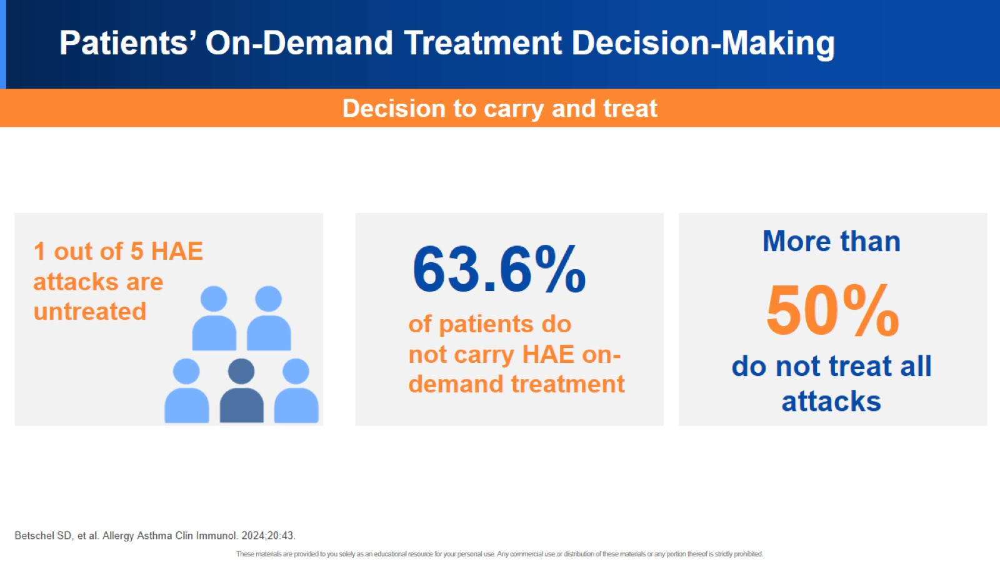 Patients’ On-Demand Treatment Decision-Making
Decision to carry and treat
1 out of 5 HAE
attacks are
untreated
63.6%
of patients do
not carry HAE on-
demand treatment
More than
50%
do not treat all
attacks
Betschel SD, et al. Allergy Asthma Clin Immunol. 2024;20:43.
These materials are provided to you solely as an educational resource for your personal use. Any commercial use or distribution of these materials or any portion thereof is strictly prohibited.